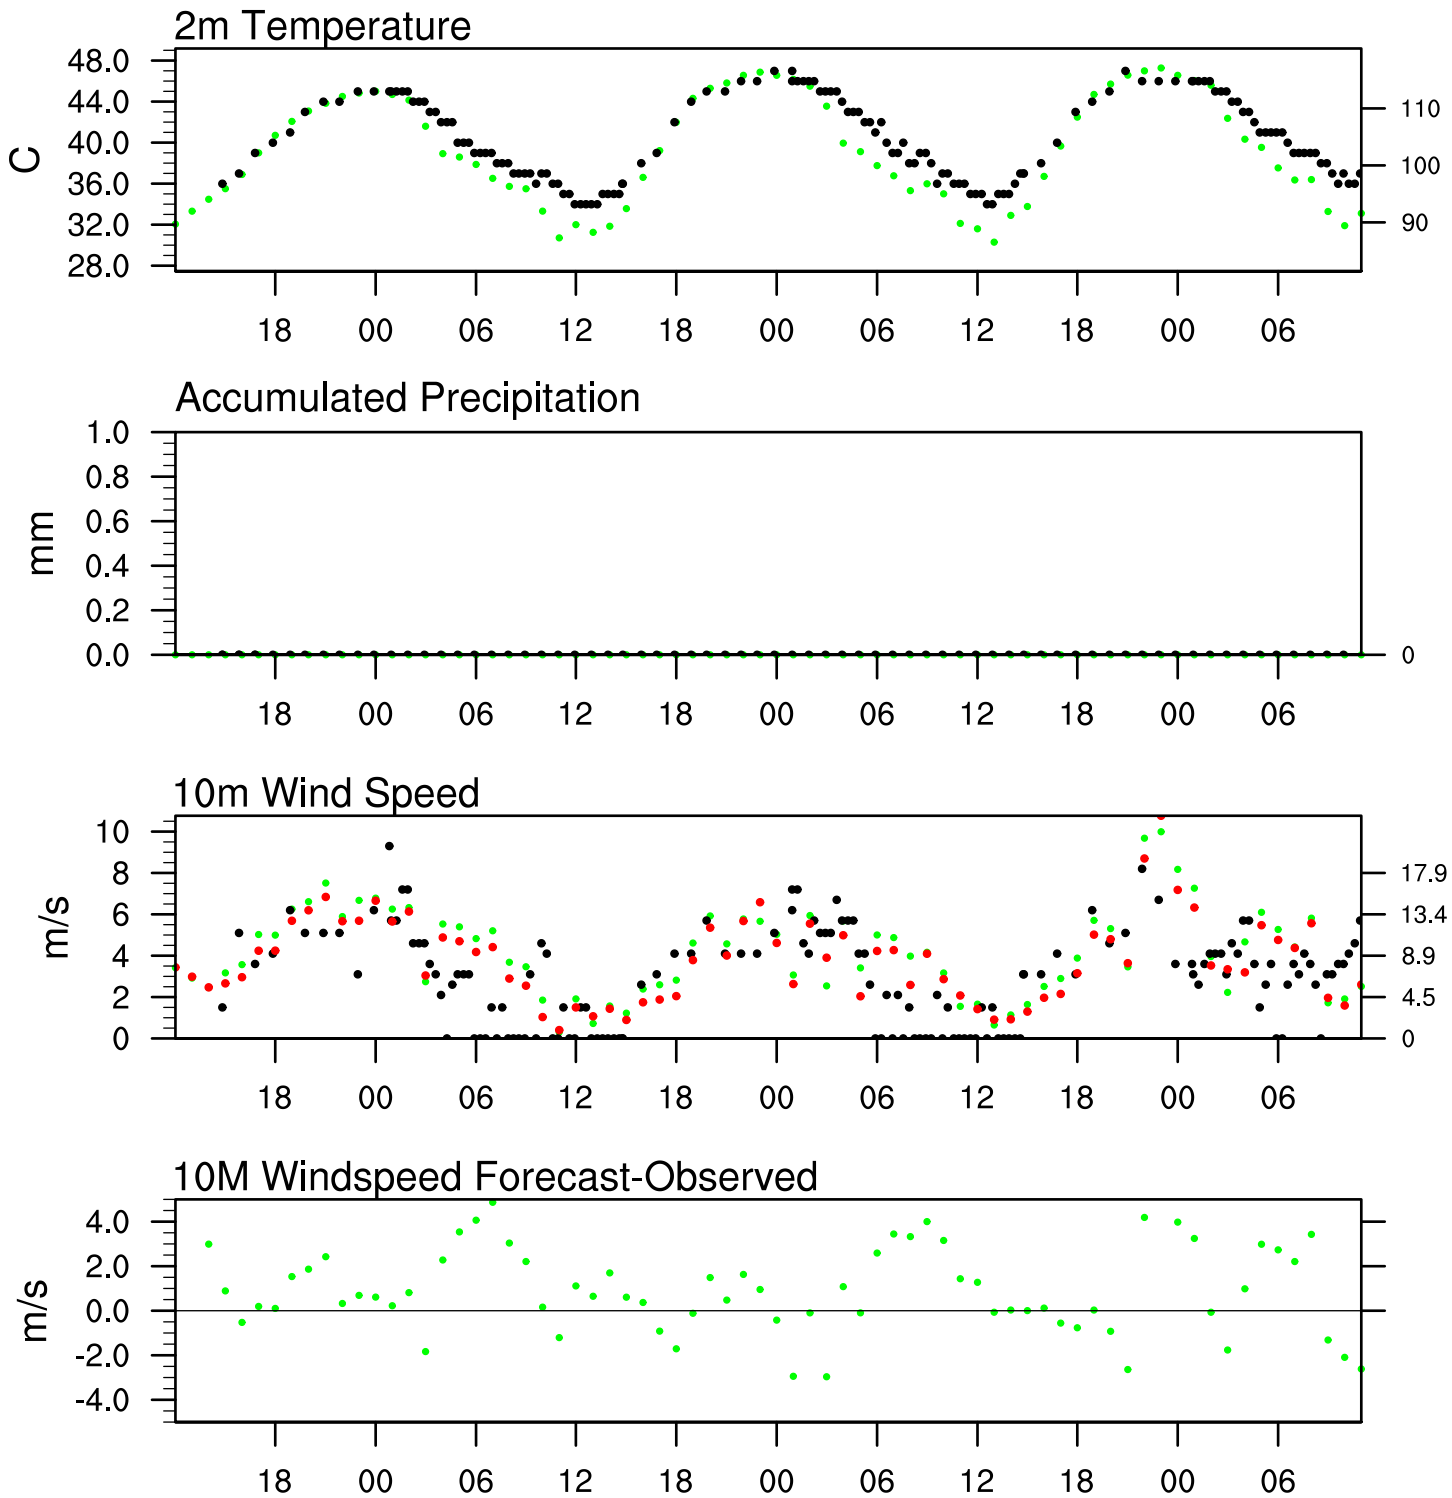 2m Temperature
48.0
44.0
40.0
36.0
32.0
28.0
C
110
100
90
18 00 06 12 18 00 06 12 18 00 06
Accumulated Precipitation
1.0
0.8
0.6
0.4
0.2
0.0
mm
0
18 00 06 12 18 00 06 12 18 00 06
10m Wind Speed
10
8
6
4
2
0
m/s
17.9
13.4
8.9
4.5
0
18 00 06 12 18 00 06 12 18 00 06
10M Windspeed Forecast-Observed
4.0
2.0
0.0
-2.0
-4.0
m/s
18 00 06 12 18 00 06 12 18 00 06